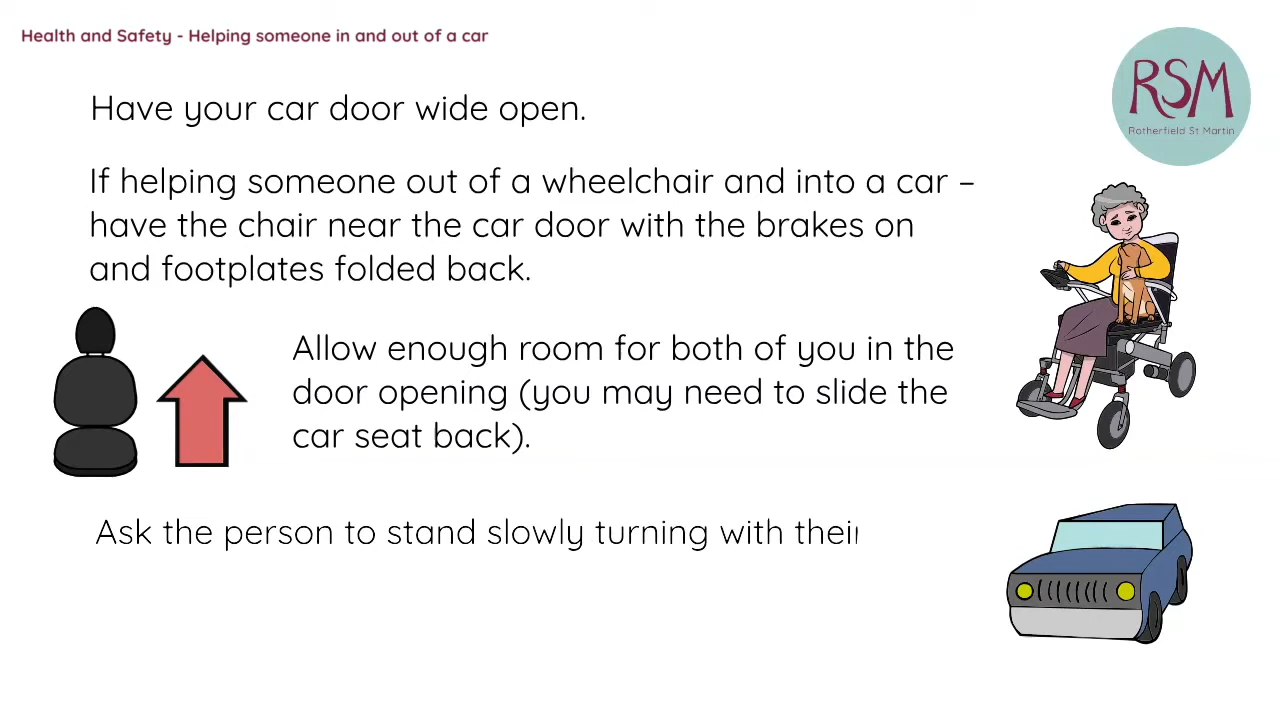 Health and Safety - Helping someone in and out of a car
RSM
Rotherfield St Martin
Have your car door wide open.
If helping someone out of a wheelchair and into a car –
have the chair near the car door with the brakes on
and footplates folded back.
Allow enough room for both of you in the
door opening (you may need to slide the
car seat back).
Ask the person to stand slowly turning with their